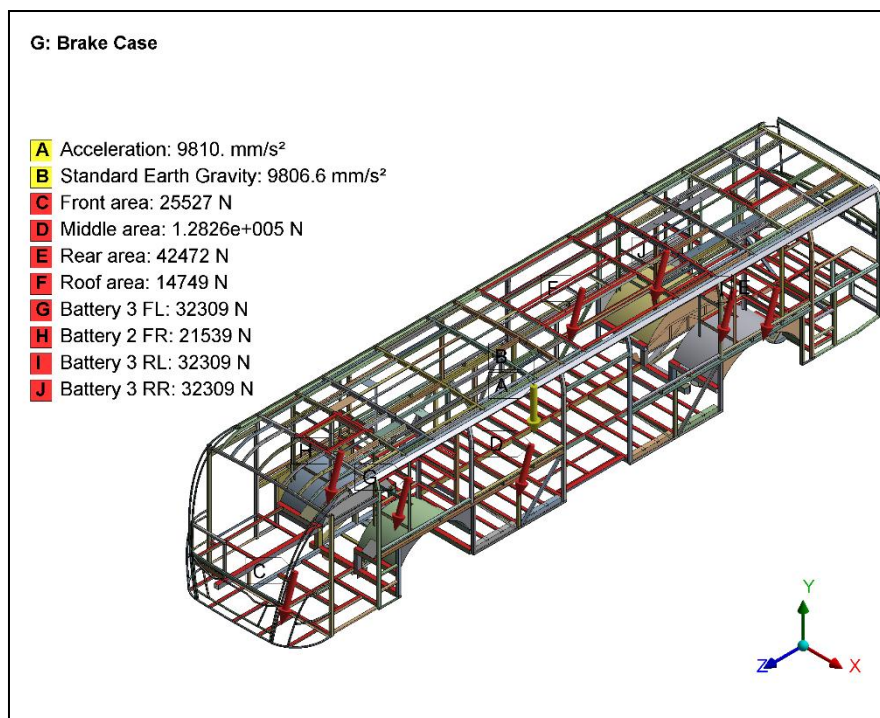 G: Brake Case
A Acceleration: 9810. mm/s²
B Standard Earth Gravity: 9806.6 mm/s²
C Front area: 25527 N
D Middle area: 1.2826e+005 N
E Rear area: 42472 N
F Roof area: 14749 N
G Battery 3 FL: 32309 N
H Battery 2 FR: 21539 N
I Battery 3 RL: 32309 N
J Battery 3 RR: 32309 N
J
F
E
B
A
H
D
G
C
Y
Z
X